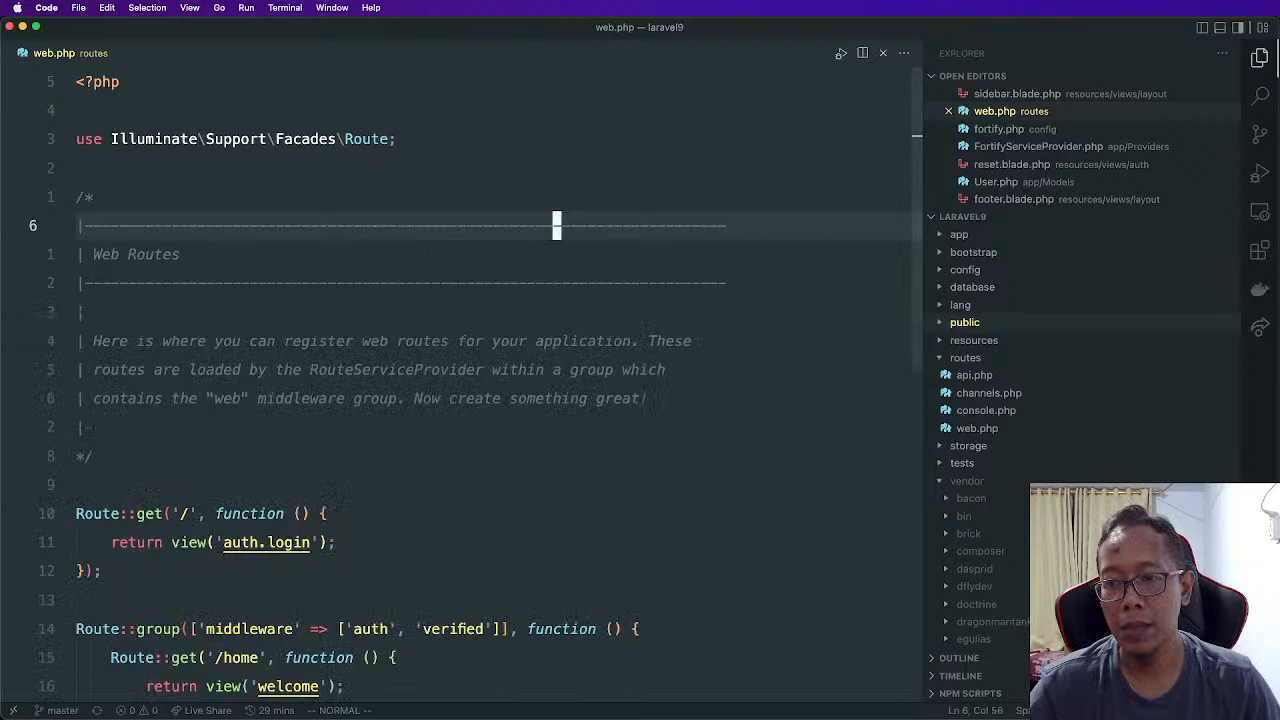 Code File Edit Selection View Go Run Terminal Window Help
web.php — laravel9
web.php routes
5 <?php
4
3 use Illuminate\Support\Facades\Route;
2
1 /*
6 |--------------------------------------------------------------------------
1 | Web Routes
2 |--------------------------------------------------------------------------
3 |
4 | Here is where you can register web routes for your application. These
5 | routes are loaded by the RouteServiceProvider within a group which
6 | contains the "web" middleware group. Now create something great!
|
8 */
9
10 Route::get('/', function () {
11 return view('auth.login');
12 });
13
14 Route::group(['middleware' => ['auth', 'verified']], function () {
15 Route::get('/home', function () {
16 return view('welcome');
EXPLORER
OPEN EDITORS
sidebar.blade.php resources/views/layout
web.php routes
fortify.php config
FortifyServiceProvider.php app/Providers
reset.blade.php resources/views/auth
User.php app/Models
footer.blade.php resources/views/layout
LARAVEL9
app
bootstrap
config
database
lang
public
resources
routes
api.php
channels.php
console.php
web.php
storage
tests
vendor
bacon
bin
brick
composer
dasprid
dflydev
doctrine
dragonmantank
egulias
OUTLINE
TIMELINE
NPM SCRIPTS
master 0 0 Live Share 29 mins -- NORMAL -- Ln 6, Col 56